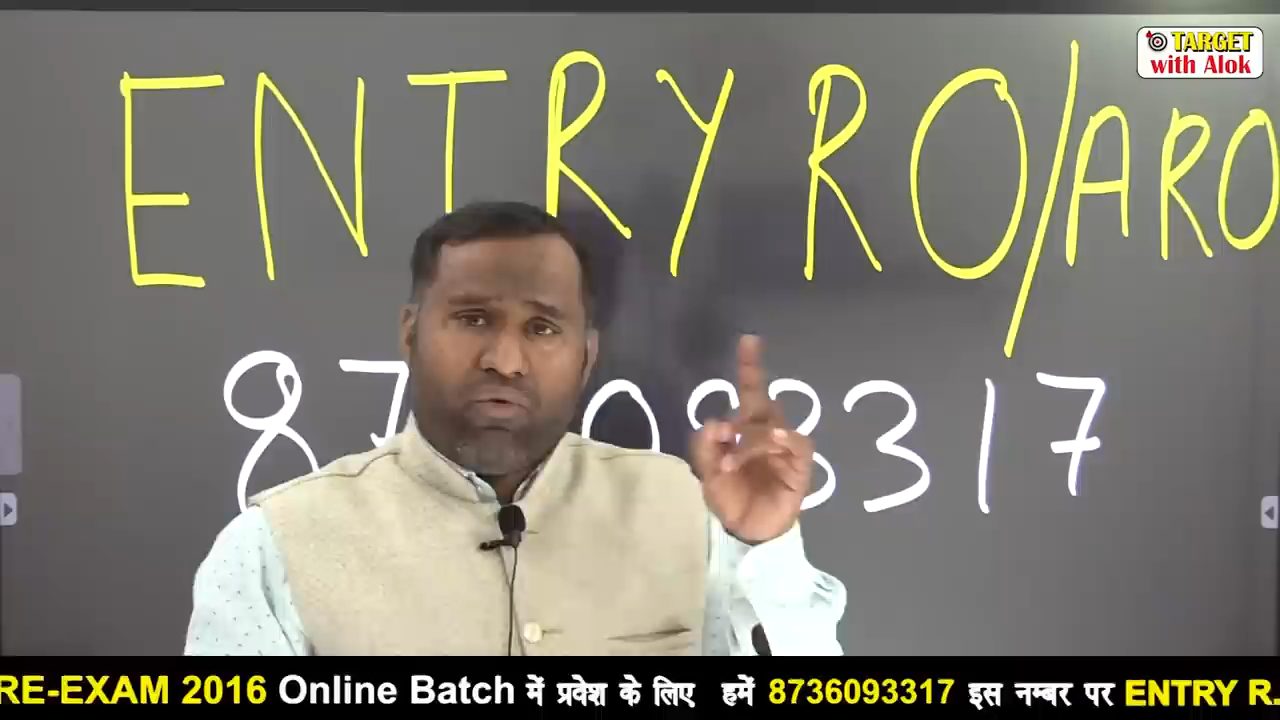 TARGET
with Alok
ENTRY RO/ARO
87 3317
RE-EXAM 2016 Online Batch में प्रवेश के लिए हमें 8736093317 इस नम्बर पर ENTRY R.